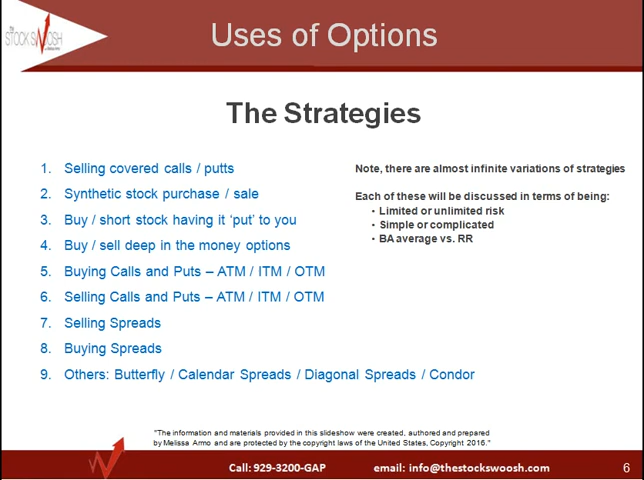 THE
STOCK SWOOSH
Uses of Options
The Strategies
1. Selling covered calls / putts
2. Synthetic stock purchase / sale
3. Buy / short stock having it ‘put’ to you
4. Buy / sell deep in the money options
5. Buying Calls and Puts – ATM / ITM / OTM
6. Selling Calls and Puts – ATM / ITM / OTM
7. Selling Spreads
8. Buying Spreads
9. Others: Butterfly / Calendar Spreads / Diagonal Spreads / Condor
Note, there are almost infinite variations of strategies
Each of these will be discussed in terms of being:
• Limited or unlimited risk
• Simple or complicated
• BA average vs. RR
"The information and materials provided in this slideshow were created, authored and prepared
by Melissa Armo and are protected by the copyright laws of the United States, Copyright 2016."
Call: 929-3200-GAP
email: info@thestockswoosh.com
6